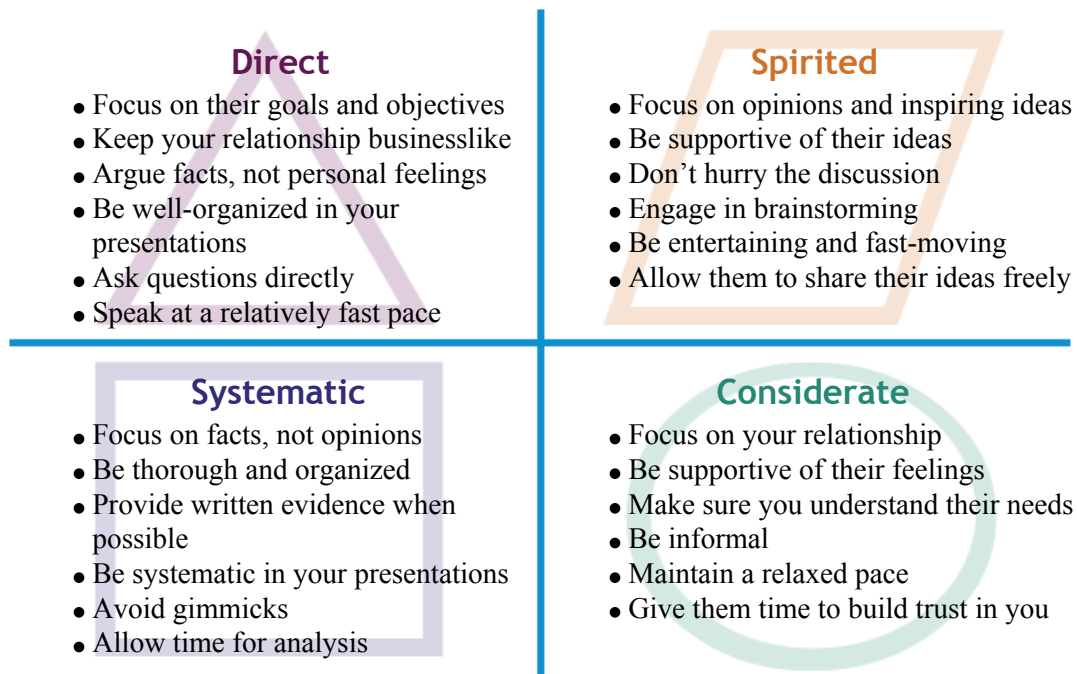 Direct
● Focus on their goals and objectives
● Keep your relationship businesslike
● Argue facts, not personal feelings
● Be well-organized in your
presentations
● Ask questions directly
● Speak at a relatively fast pace
Spirited
● Focus on opinions and inspiring ideas
● Be supportive of their ideas
● Don’t hurry the discussion
● Engage in brainstorming
● Be entertaining and fast-moving
● Allow them to share their ideas freely
Systematic
● Focus on facts, not opinions
● Be thorough and organized
● Provide written evidence when
possible
● Be systematic in your presentations
● Avoid gimmicks
● Allow time for analysis
Considerate
● Focus on your relationship
● Be supportive of their feelings
● Make sure you understand their needs
● Be informal
● Maintain a relaxed pace
● Give them time to build trust in you